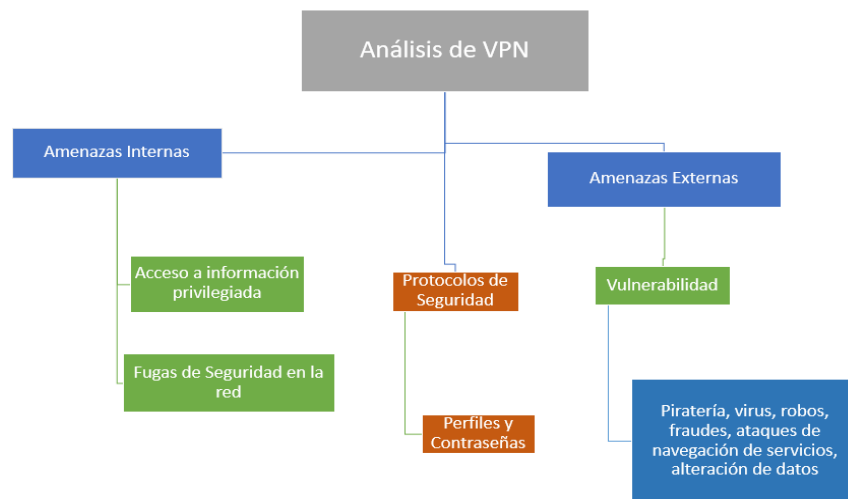 Análisis de VPN
Amenazas Internas
Amenazas Externas
Acceso a información
privilegiada
Protocolos de
Seguridad
Vulnerabilidad
Fugas de Seguridad en la
red
Perfiles y
Contraseñas
Piratería, virus, robos,
fraudes, ataques de
navegación de servicios,
alteración de datos